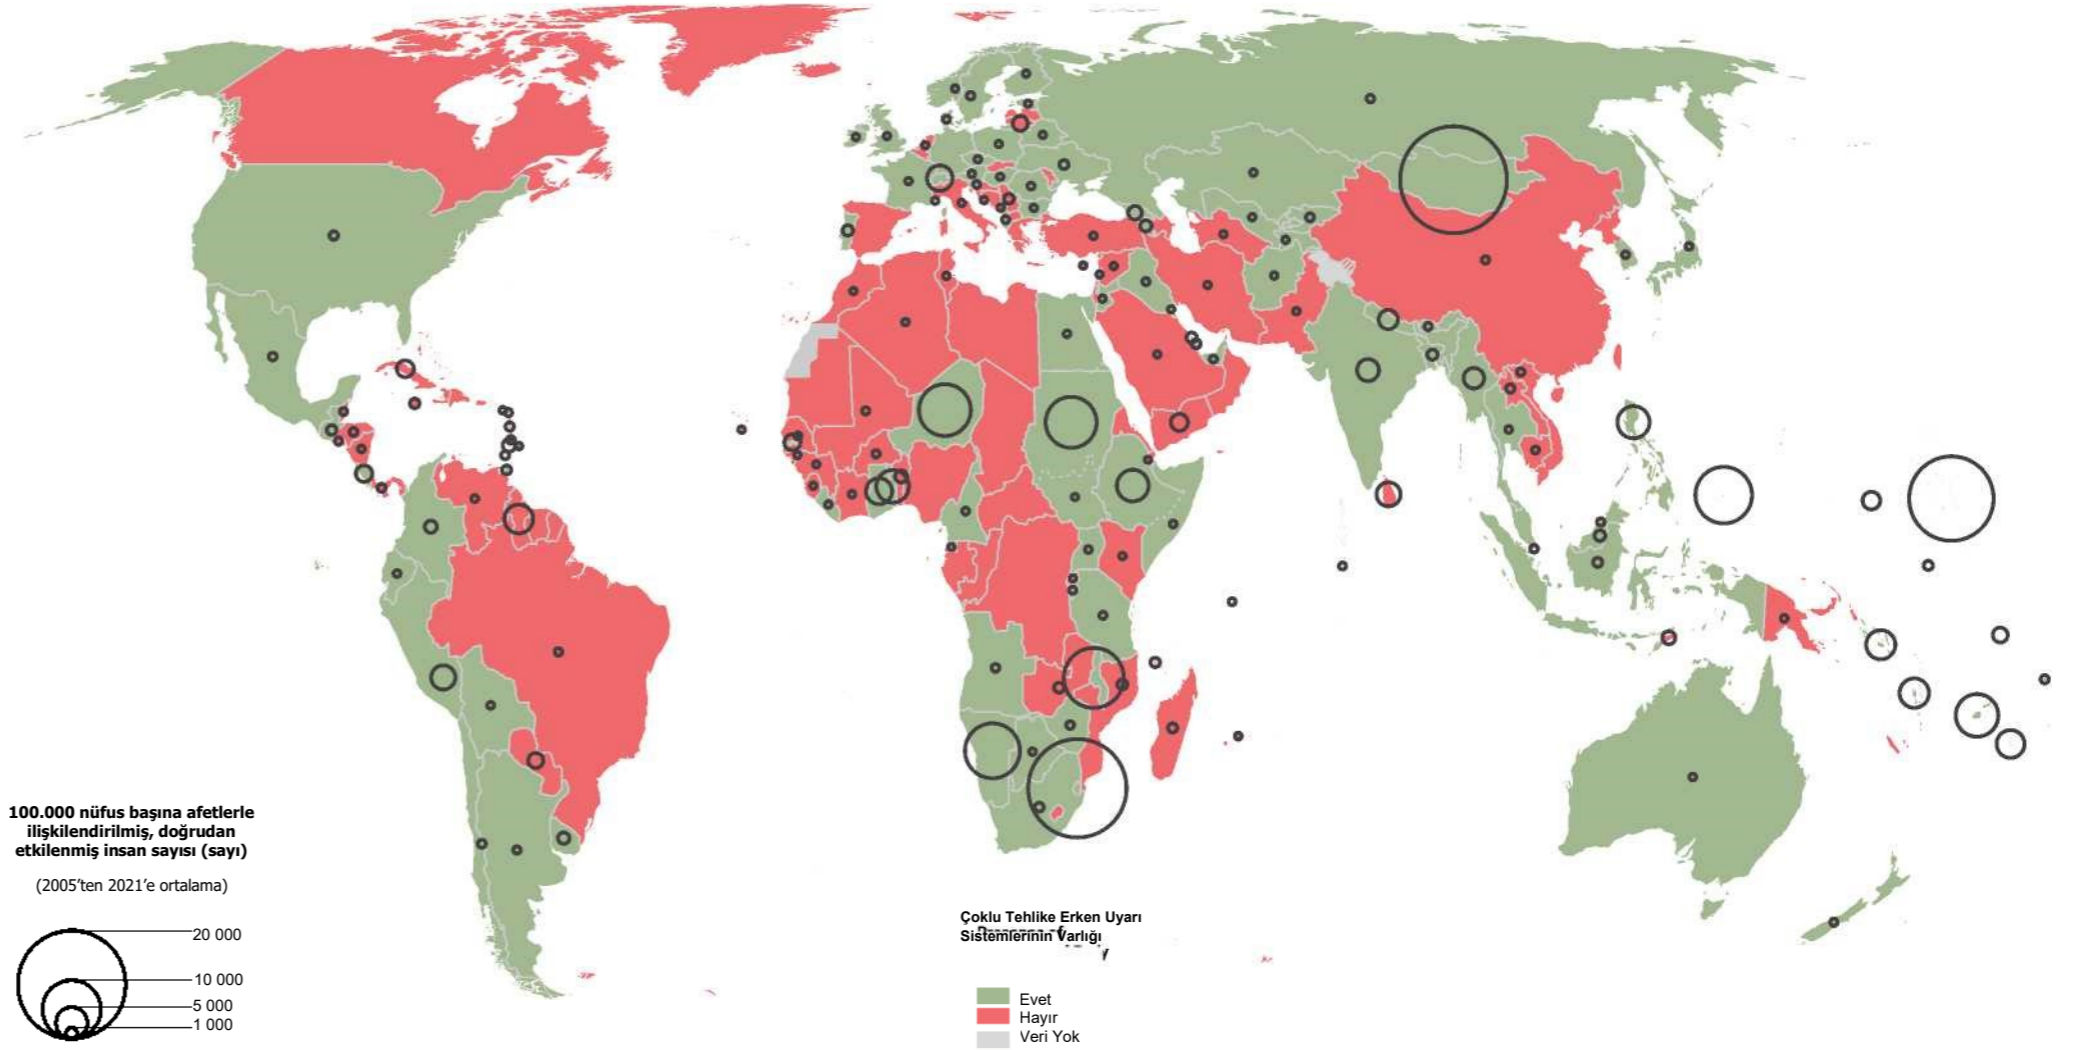 100.000 nüfus başına afetlerle
ilişkilendirilmiş, doğrudan
etkilenmiş insan sayısı (sayı)
(2005'ten 2021'e ortalama)
20 000
10 000
5 000
1 000
Çoklu Tehlike Erken Uyarı
Sistemlerinin Varlığı
Evet
Hayır
Veri Yok